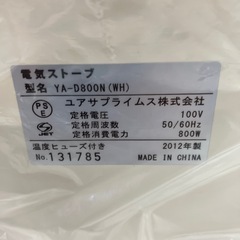 電気ストーブ
型名 YA-D800N(WH)
PSE ユアサプライムス株式会社
定格電圧 100V
定格周波数 50/60Hz
JET 定格消費電力 800W
温度ヒューズ付き 2012年製
No.131785 MADE IN CHINA